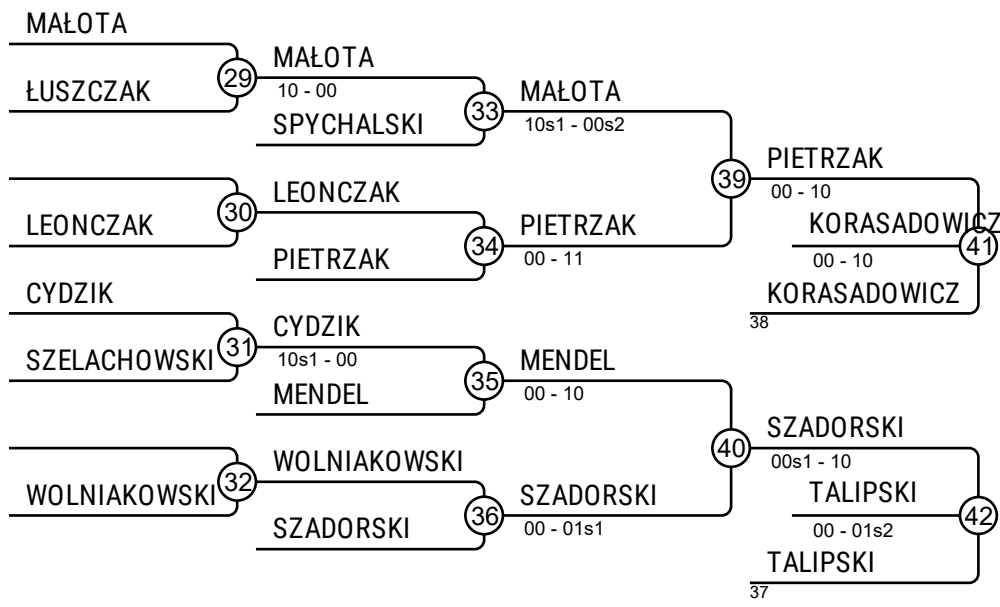 MAŁOTA
ŁUSZCZAK
29
MAŁOTA
10 - 00
SPYCHALSKI
33
MAŁOTA
10s1 - 00s2
LEONCZAK
30
LEONCZAK
PIETRZAK
34
PIETRZAK
00 - 11
39
PIETRZAK
00 - 10
KORASADOWICZ
00 - 10
41
KORASADOWICZ
38
CYDZIK
SZELACHOWSKI
31
CYDZIK
10s1 - 00
MENDEL
35
MENDEL
00 - 10
WOLNIAKOWSKI
32
WOLNIAKOWSKI
SZADORSKI
36
SZADORSKI
00 - 01s1
40
SZADORSKI
00s1 - 10
TALIPSKI
00 - 01s2
42
TALIPSKI
37